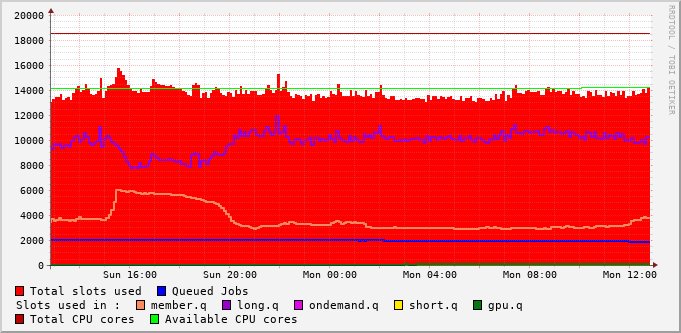 20000
18000
16000
14000
12000
10000
8000
6000
4000
2000
0
Sun 16:00 Sun 20:00 Mon 00:00 Mon 04:00 Mon 08:00 Mon 12:00
Total slots used Queued Jobs
Slots used in : member.q long.q ondemand.q short.q gpu.q
Total CPU cores Available CPU cores
RRDTOOL / TOBI OETIKER